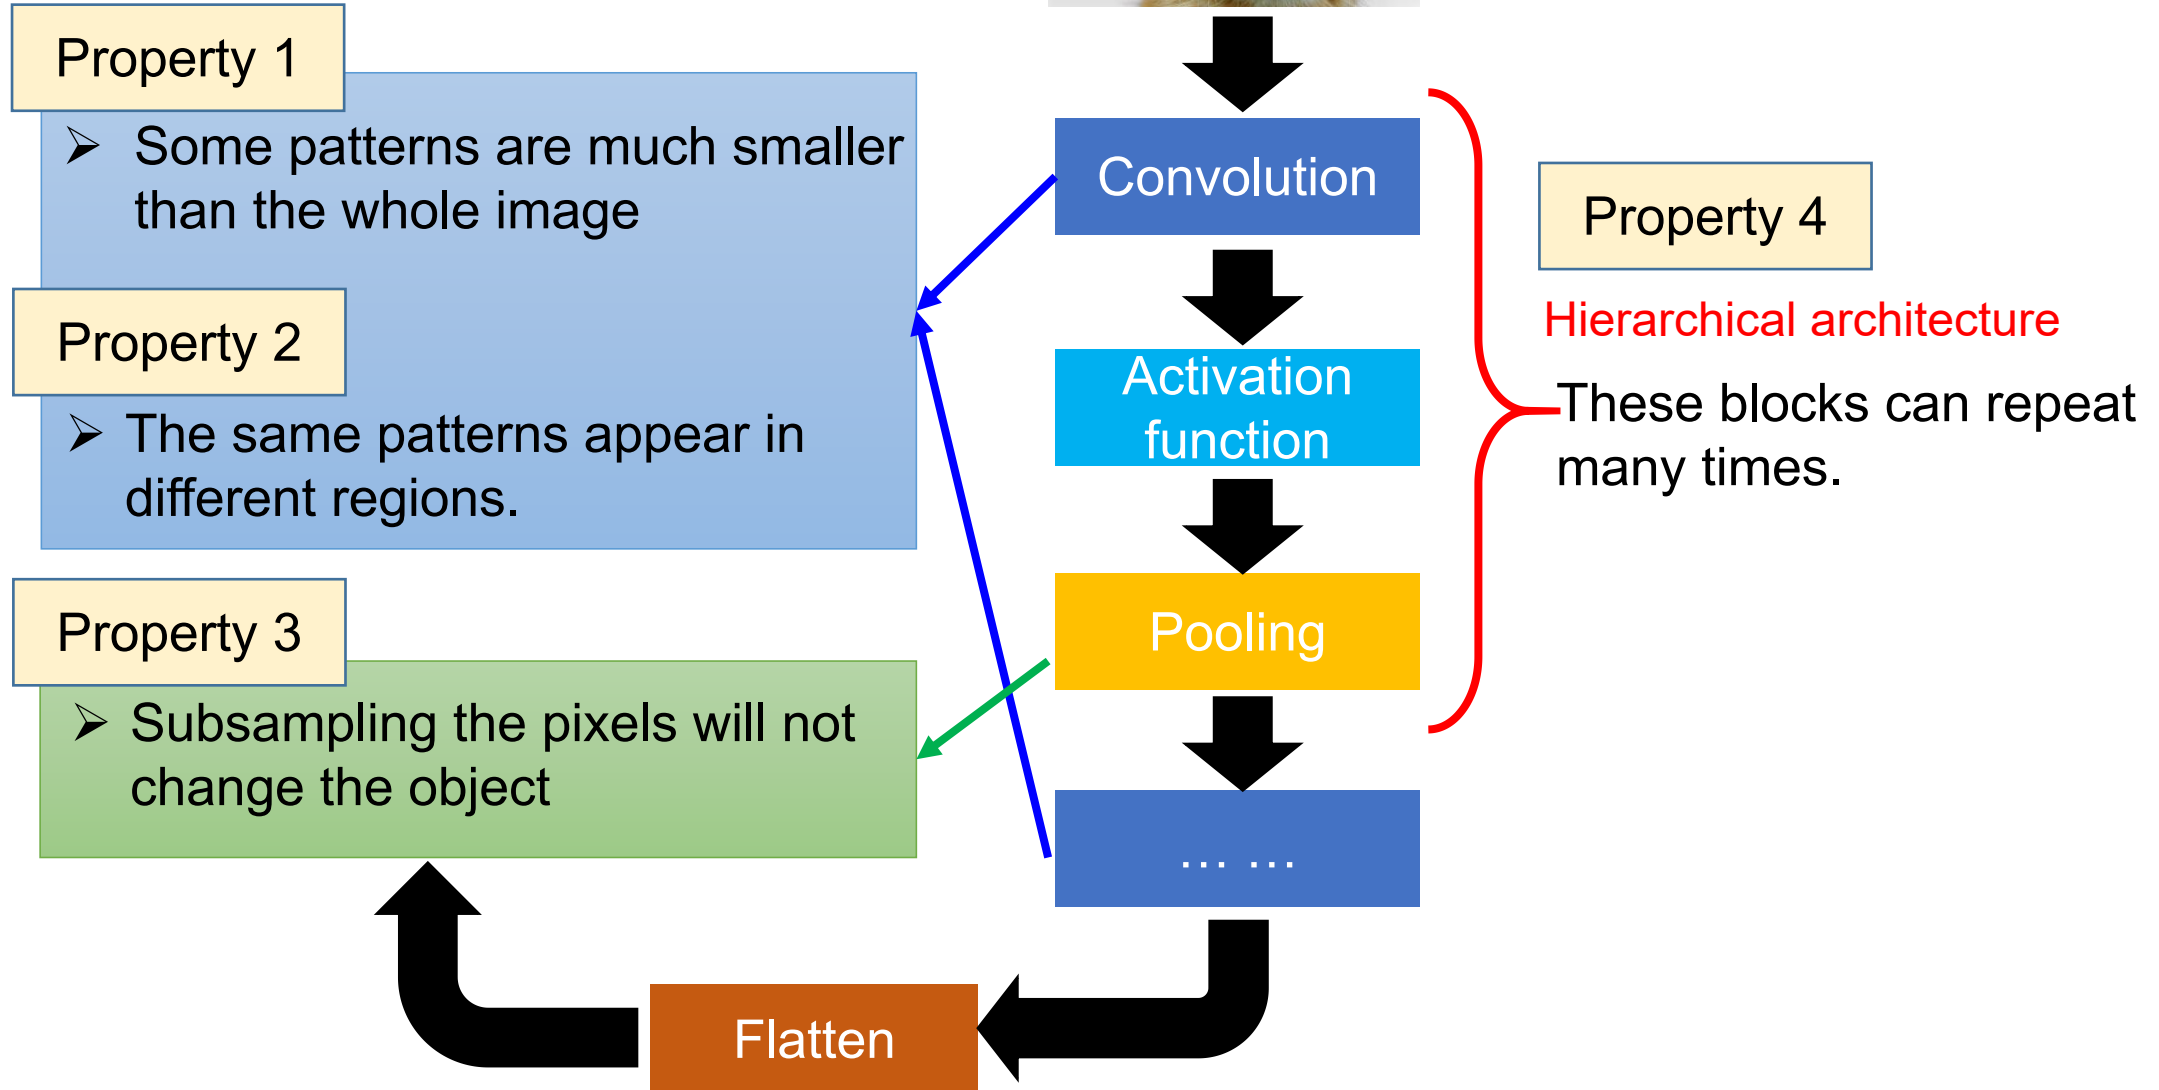 Property 1
➢ Some patterns are much smaller
than the whole image
Property 2
➢ The same patterns appear in
different regions.
Property 3
➢ Subsampling the pixels will not
change the object
Convolution
Activation
function
Pooling
... ...
Flatten
Property 4
Hierarchical architecture
These blocks can repeat
many times.